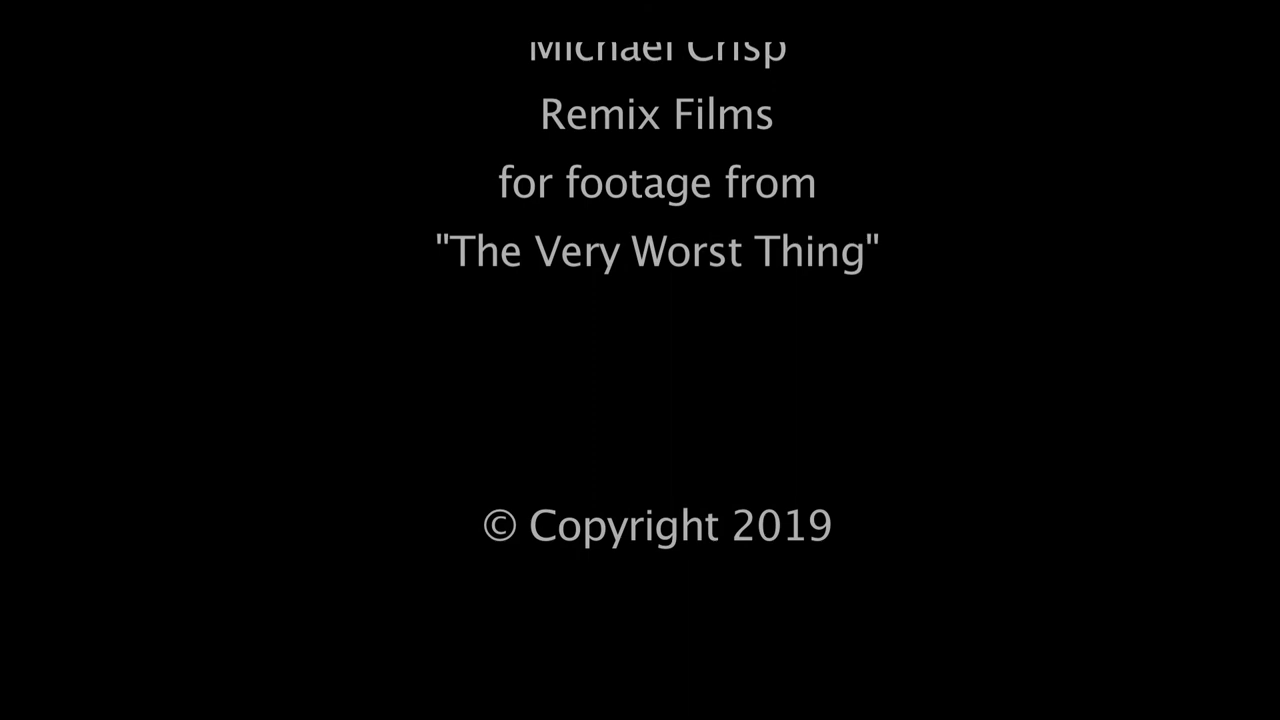 Michael Crisp
Remix Films
for footage from
"The Very Worst Thing"
© Copyright 2019